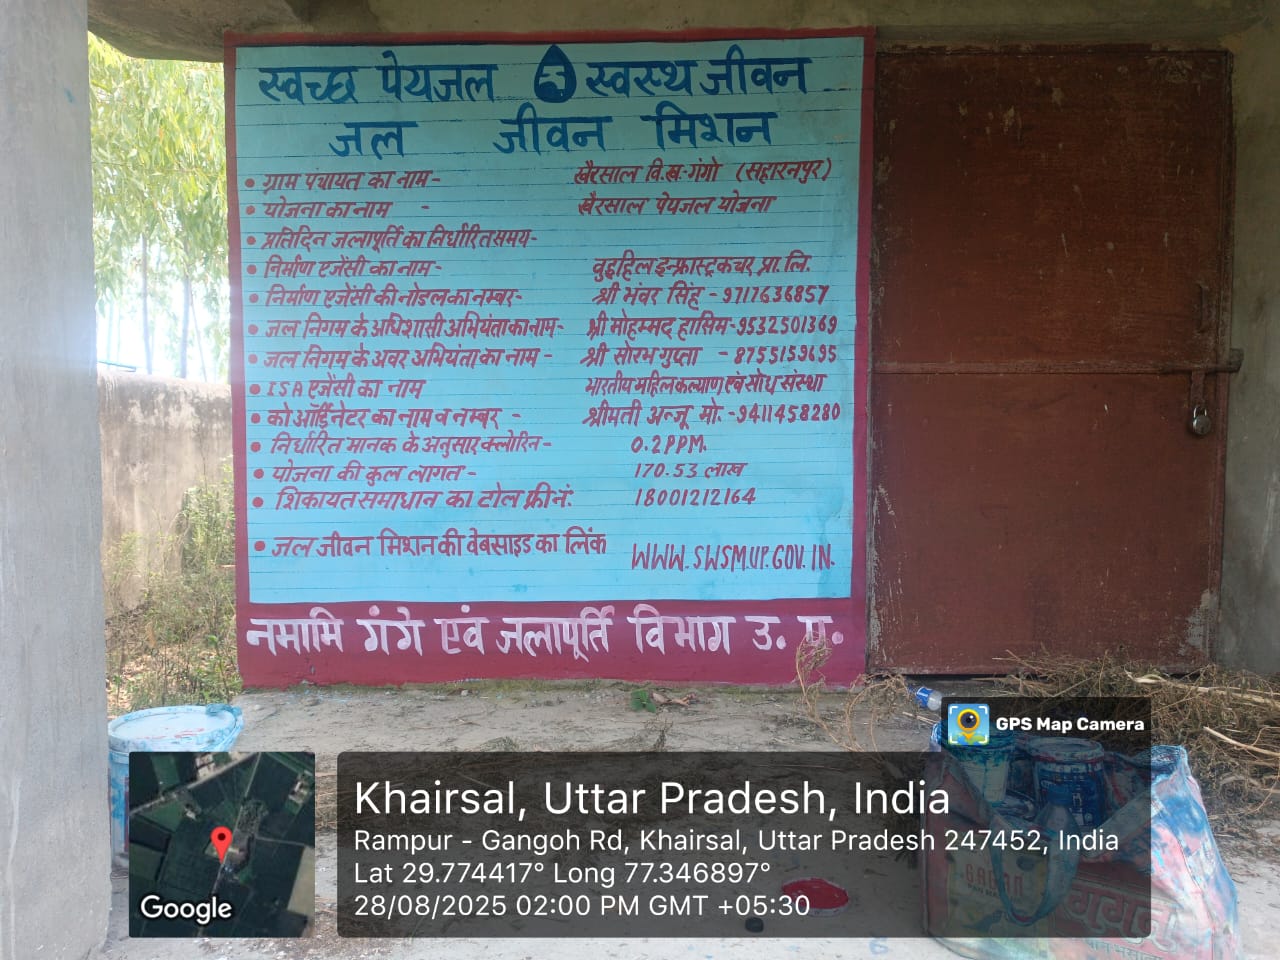 स्वच्छ पेयजल स्वस्थ जीवन
जल जीवन मिशन
• ग्राम पंचायत का नाम- खैरसाल वि.ख.-गंगो (सहारनपुर)
• योजना का नाम - खैरसाल पेयजल योजना
• प्रतिदिन जलापूर्ति का निर्धारित समय-
• निर्माण एजेंसी का नाम- वुडहिल इन्फ्रास्ट्रक्चर प्रा. लि.
• निर्माण एजेंसी की नोडल का नम्बर- श्री भंवर सिंह - 9717636857
• जल निगम के अधिशासी अभियंता का नाम- श्री मोहम्मद हासिम-9532501369
• जल निगम के अवर अभियंता का नाम - श्री सोरभ गुप्ता - 8755159695
• ISA एजेंसी का नाम भारतीय महिल कल्याण एवं सोध संस्था
• को ऑर्डिनेटर का नाम व नम्बर - श्रीमती अन्जू मो.-9411458280
• निर्धारित मानक के अनुसार क्लोरिन- 0.2PPM.
• योजना की कुल लागत - 170.53 लाख
• शिकायत समाधान का टोल फ्री नं: 18001212164
• जल जीवन मिशन की वेबसाइड का लिंक WWW.SWSM.UP.GOV.IN.
नमामि गंगे एवं जलापूर्ति विभाग उ. प्र.
GPS Map Camera
Khairsal, Uttar Pradesh, India
Rampur - Gangoh Rd, Khairsal, Uttar Pradesh 247452, India
Lat 29.774417° Long 77.346897°
28/08/2025 02:00 PM GMT +05:30
Google
गगन